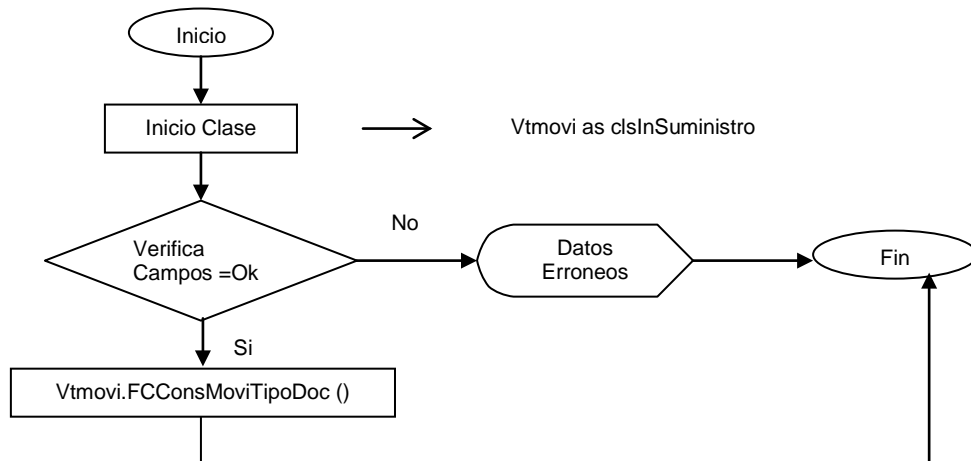 Inicio
Inicio Clase
Vtmovi as clsInSuministro
Verifica
Campos =Ok
No
Datos
Erroneos
Fin
Si
Vtmovi.FCConsMoviTipoDoc ()